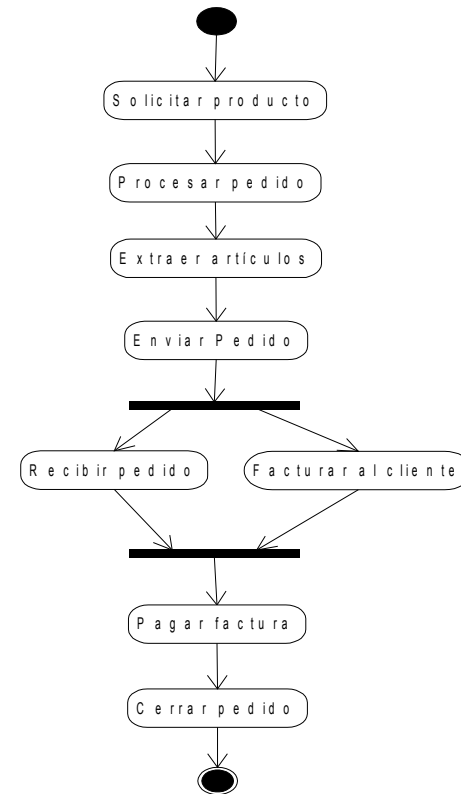 Solicitar producto
Procesar pedido
Extraer artículos
Enviar Pedido
Recibir pedido
Facturar al cliente
Pagar factura
Cerrar pedido